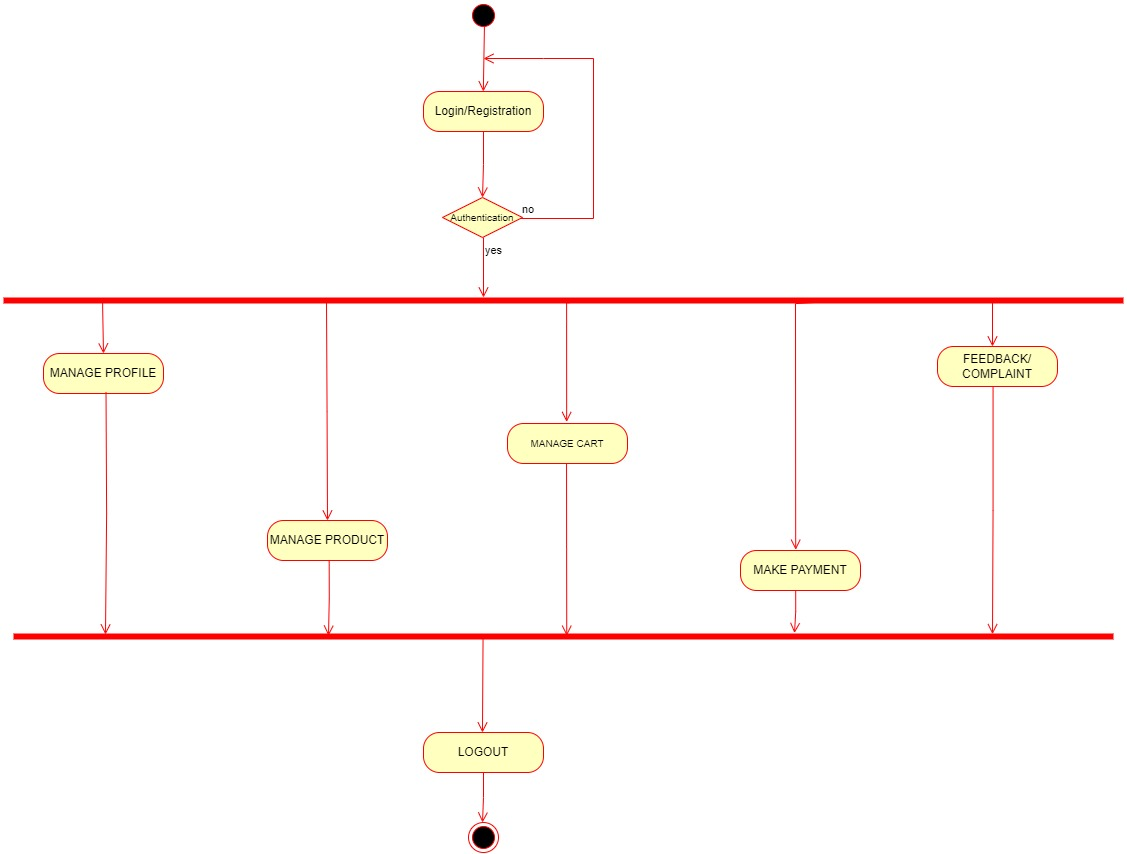 Login/Registration
Authentication
no
yes
MANAGE PROFILE
FEEDBACK/
COMPLAINT
MANAGE CART
MANAGE PRODUCT
MAKE PAYMENT
LOGOUT